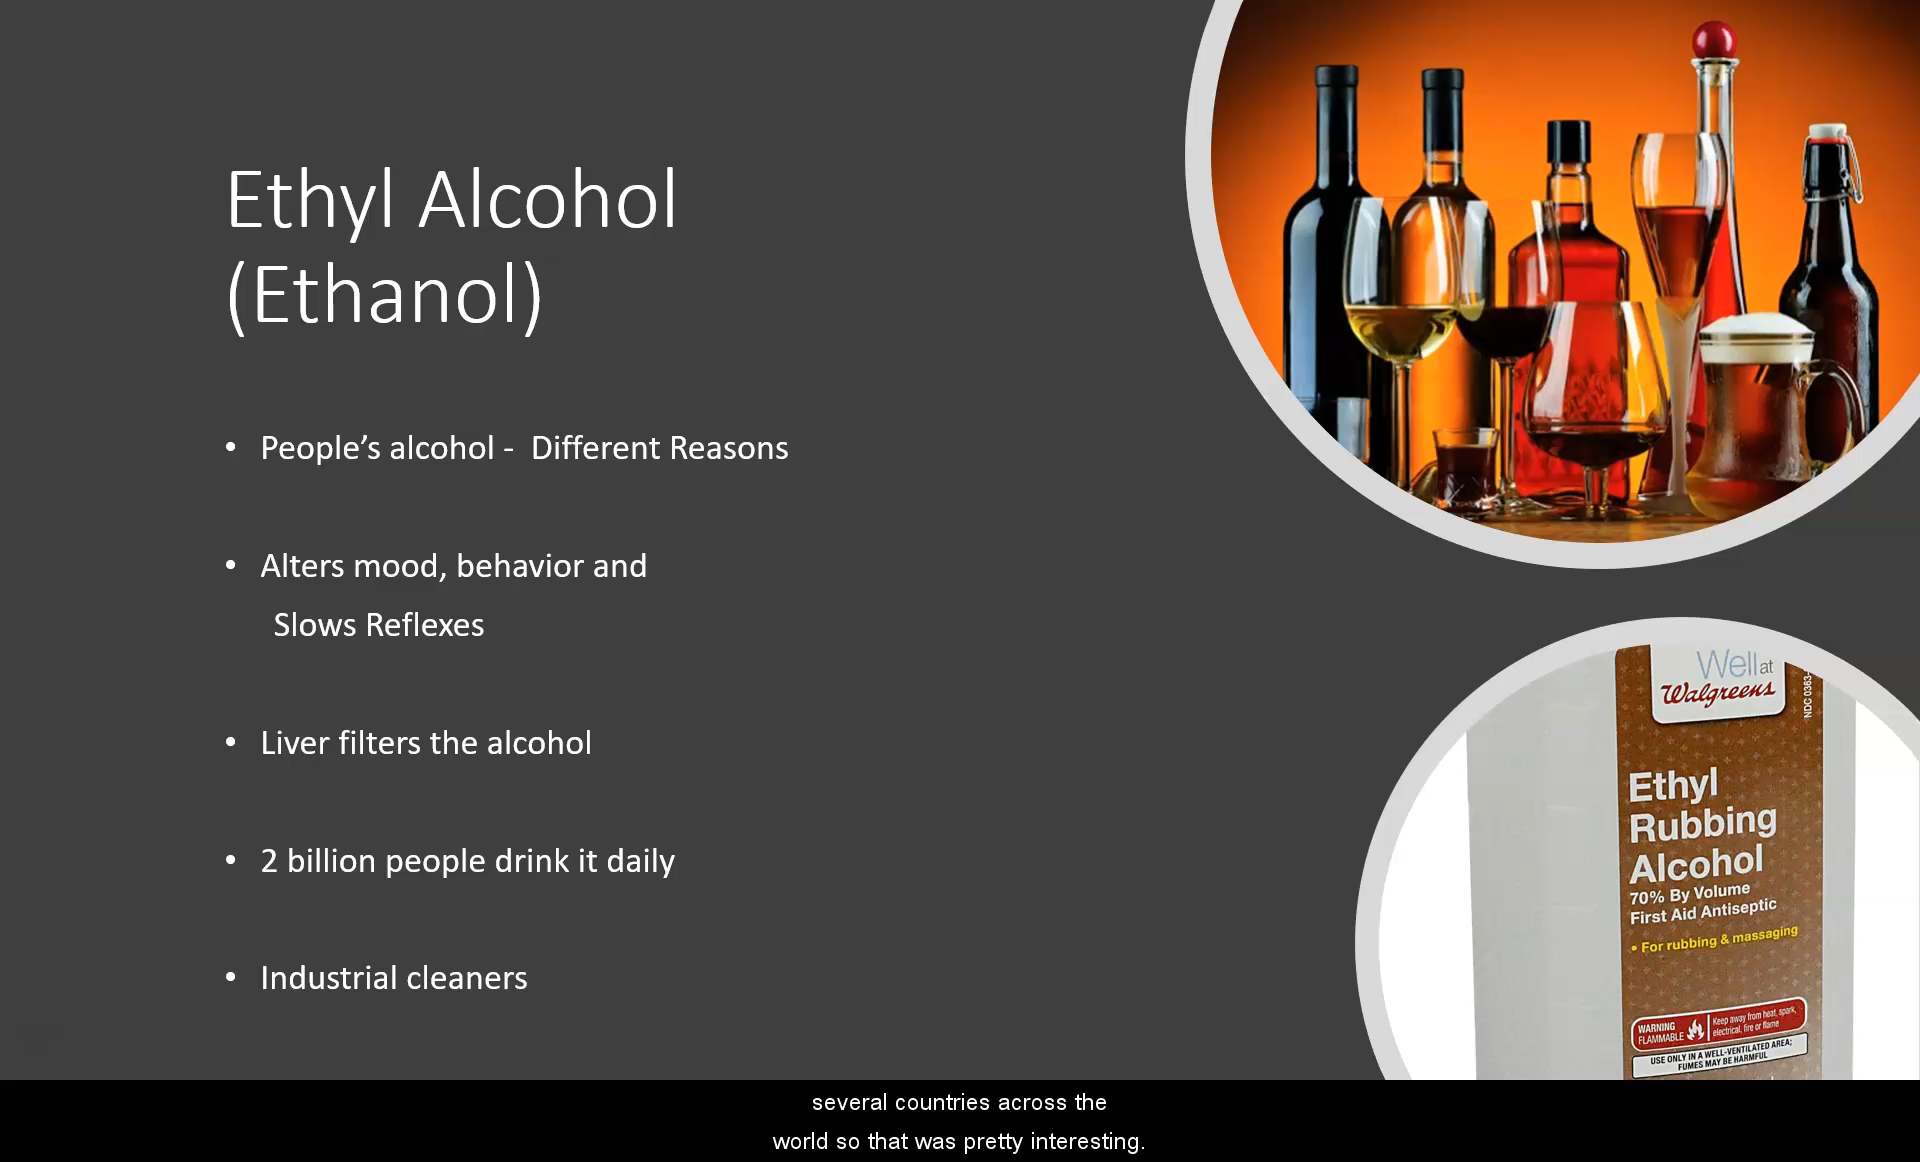 Ethyl Alcohol
(Ethanol)
• People’s alcohol - Different Reasons
• Alters mood, behavior and
Slows Reflexes
• Liver filters the alcohol
• 2 billion people drink it daily
• Industrial cleaners
Well at
Walgreens
NDC 0363-
Ethyl
Rubbing
Alcohol
70% By Volume
First Aid Antiseptic
• For rubbing & massaging
WARNING
FLAMMABLE
Keep away from heat, spark,
electrical, fire or flame
USE ONLY IN A WELL-VENTILATED AREA;
FUMES MAY BE HARMFUL
several countries across the
world so that was pretty interesting.